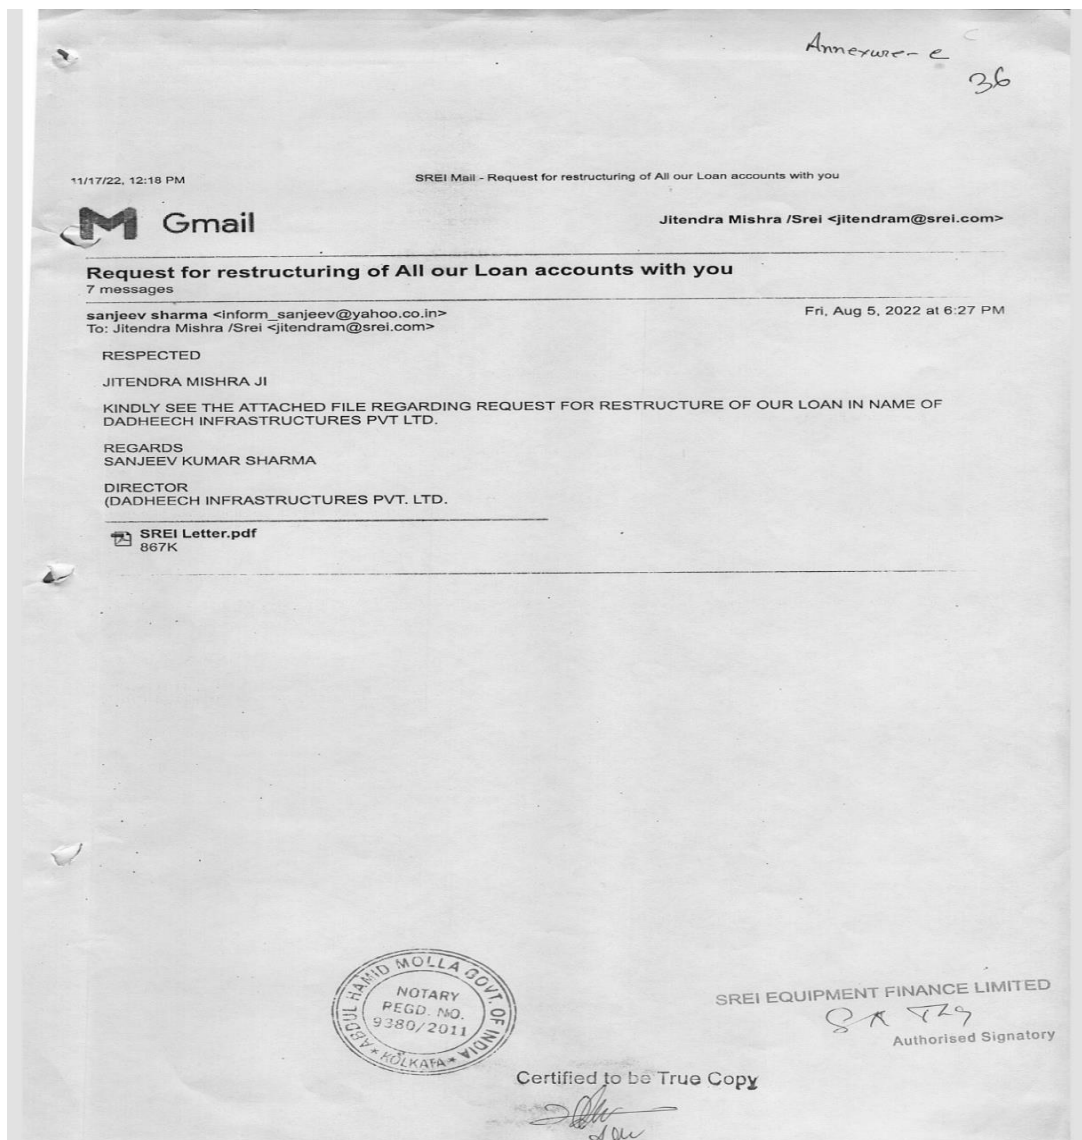 Annexure- e
36
11/17/22, 12:18 PM SREI Mail - Request for restructuring of All our Loan accounts with you
M Gmail Jitendra Mishra /Srei <jitendram@srei.com>
Request for restructuring of All our Loan accounts with you
7 messages
sanjeev sharma <inform_sanjeev@yahoo.co.in> Fri, Aug 5, 2022 at 6:27 PM
To: Jitendra Mishra /Srei <jitendram@srei.com>
RESPECTED
JITENDRA MISHRA JI
KINDLY SEE THE ATTACHED FILE REGARDING REQUEST FOR RESTRUCTURE OF OUR LOAN IN NAME OF
DADHEECH INFRASTRUCTURES PVT LTD.
REGARDS
SANJEEV KUMAR SHARMA
DIRECTOR
(DADHEECH INFRASTRUCTURES PVT. LTD.
SREI Letter.pdf
867K
ABDUL HAMID MOLLA GOVT. OF INDIA
NOTARY
REGD. NO.
9380/2011
* KOLKATA *
SREI EQUIPMENT FINANCE LIMITED
Authorised Signatory
Certified to be True Copy